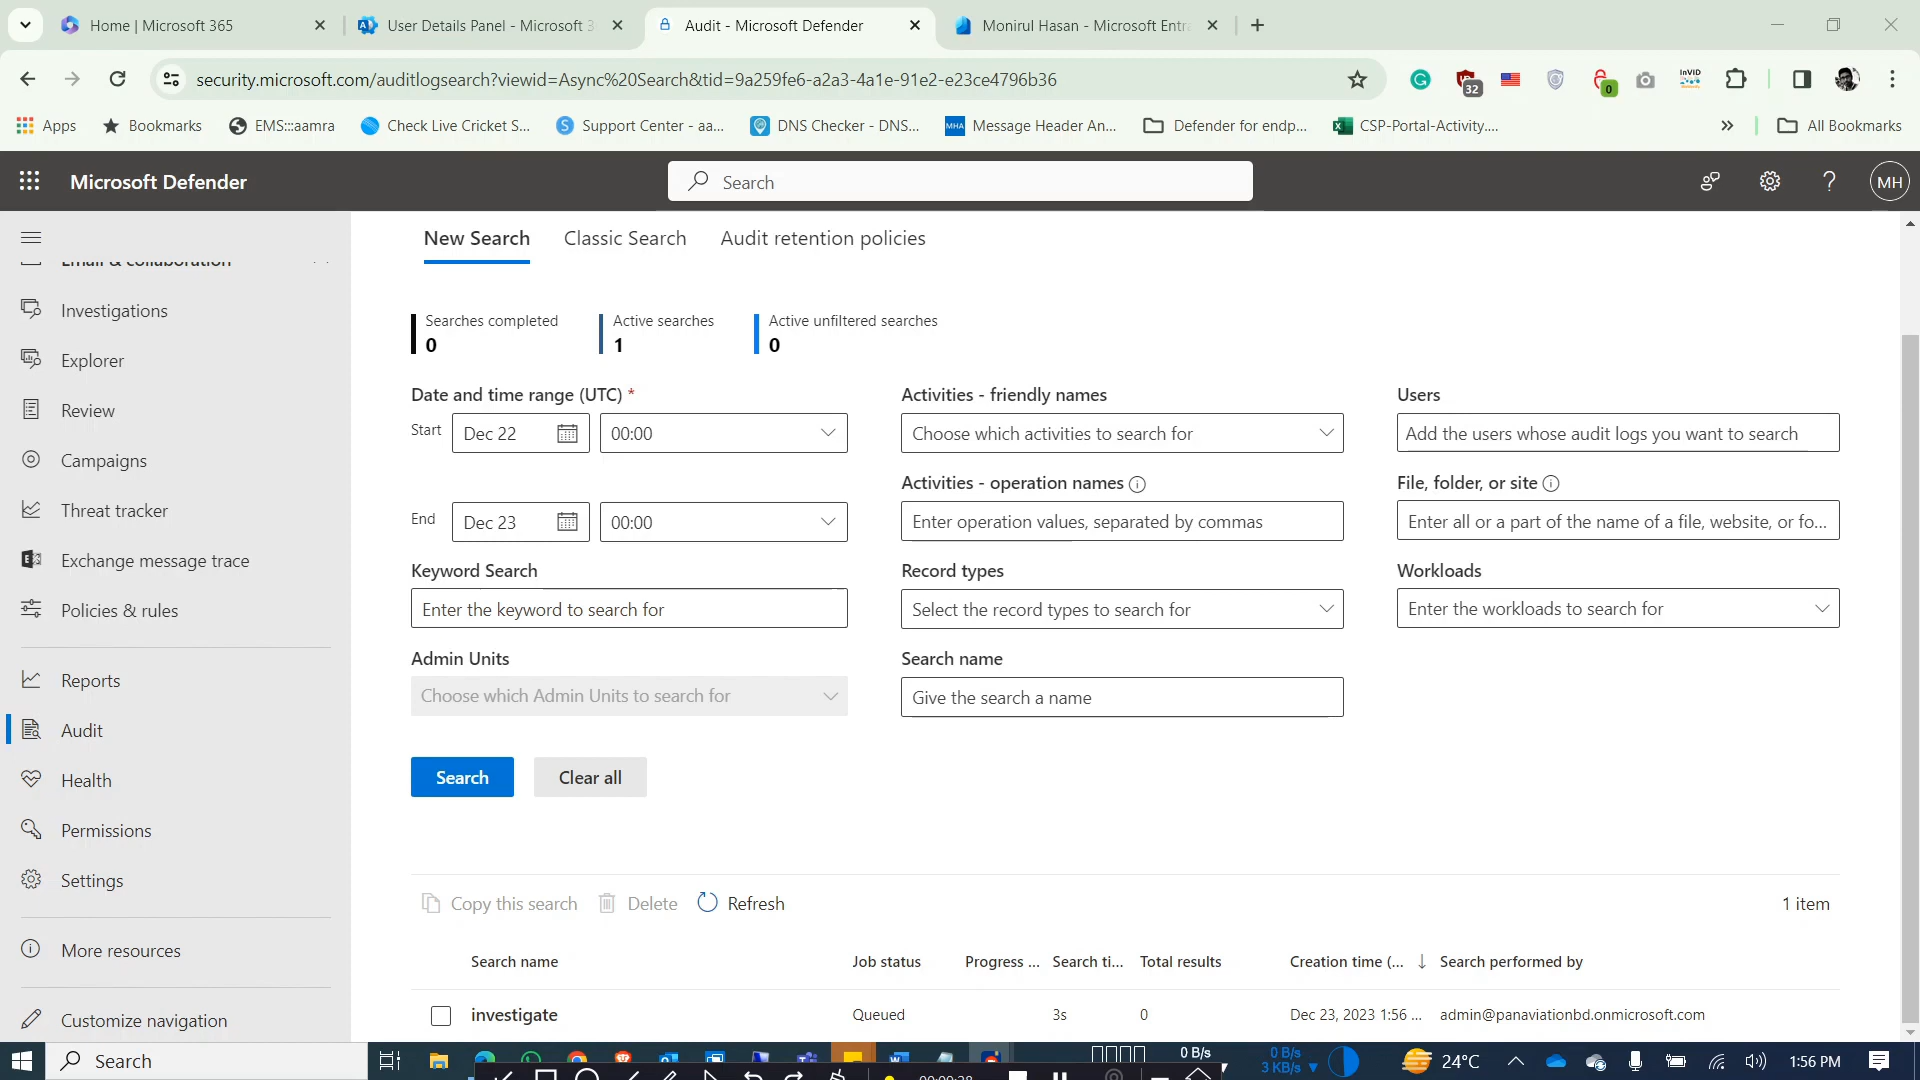 Home | Microsoft 365
User Details Panel - Microsoft 3
Audit - Microsoft Defender
Monirul Hasan - Microsoft Entr
security.microsoft.com/auditlogsearch?viewid=Async%20Search&tid=9a259fe6-a2a3-4a1e-91e2-e23ce4796b36
32
0
InVID
Apps
Bookmarks
EMS:::aamra
Check Live Cricket S...
Support Center - aa...
DNS Checker - DNS...
MHA
Message Header An...
Defender for endp...
CSP-Portal-Activity....
All Bookmarks
Microsoft Defender
Search
MH
Email & collaboration
Investigations
Explorer
Review
Campaigns
Threat tracker
Exchange message trace
Policies & rules
Reports
Audit
Health
Permissions
Settings
More resources
Customize navigation
New Search
Classic Search
Audit retention policies
Searches completed
0
Active searches
1
Active unfiltered searches
0
Date and time range (UTC) *
Start
Dec 22
00:00
End
Dec 23
00:00
Activities - friendly names
Choose which activities to search for
Users
Add the users whose audit logs you want to search
Activities - operation names
Enter operation values, separated by commas
File, folder, or site
Enter all or a part of the name of a file, website, or fo...
Keyword Search
Enter the keyword to search for
Record types
Select the record types to search for
Workloads
Enter the workloads to search for
Admin Units
Choose which Admin Units to search for
Search name
Give the search a name
Search
Clear all
Copy this search
Delete
Refresh
1 item
Search name
Job status
Progress ...
Search ti...
Total results
Creation time (...
Search performed by
investigate
Queued
3s
0
Dec 23, 2023 1:56 ...
admin@panaviationbd.onmicrosoft.com
Search
0 B/s
0 B/s
3 KB/s
24°C
1:56 PM